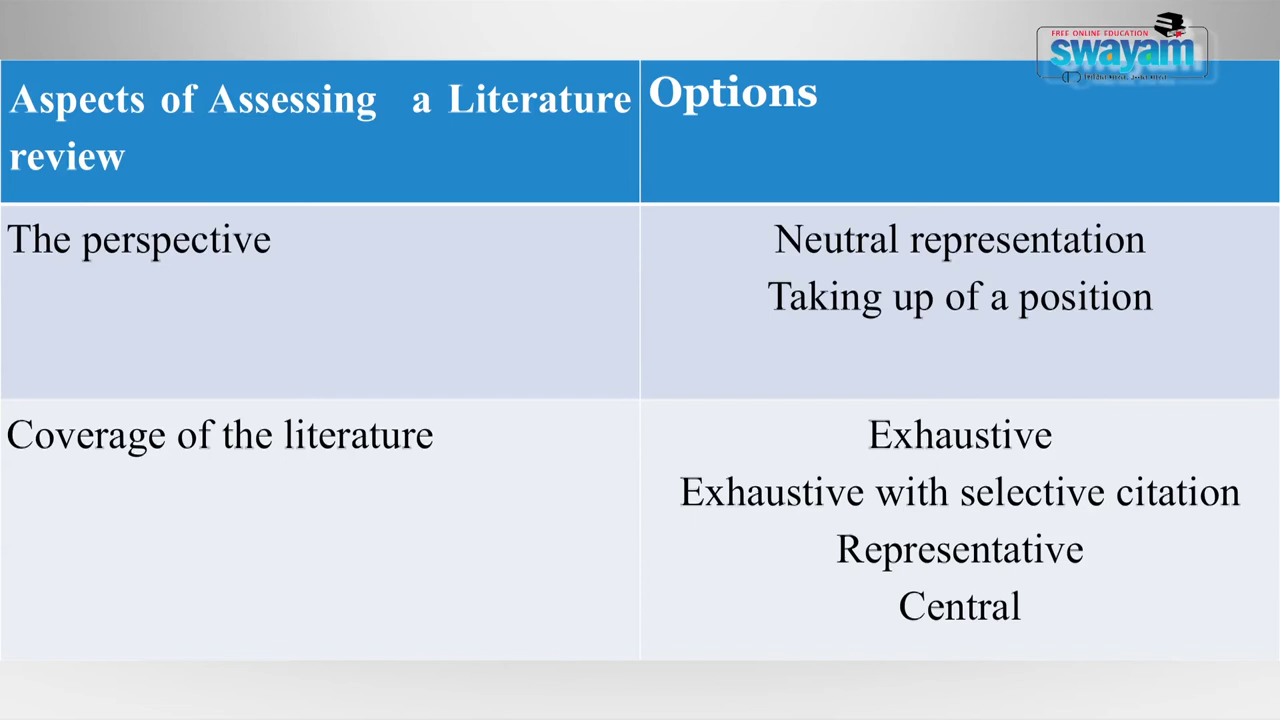 FREE ONLINE EDUCATION
swayam
Aspects of Assessing a Literature
review
Options
The perspective
Neutral representation
Taking up of a position
Coverage of the literature
Exhaustive
Exhaustive with selective citation
Representative
Central